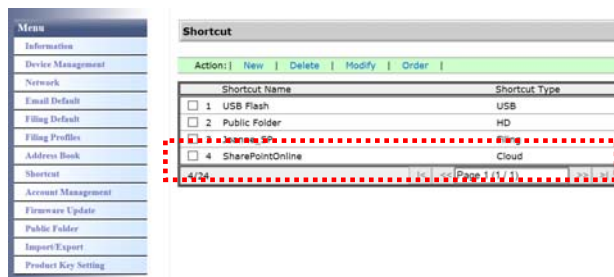 Menu
Information
Device Management
Network
Email Default
Filing Default
Filing Profiles
Address Book
Shortcut
Account Management
Firmware Update
Public Folder
Import/Export
Product Key Setting
Shortcut
Action: | New | Delete | Modify | Order |
Shortcut Name Shortcut Type
1 USB Flash USB
2 Public Folder HD
3 Joanne_SP Filing
4 SharePointOnline Cloud
4/24 |< << Page 1 (1 / 1) >> >|